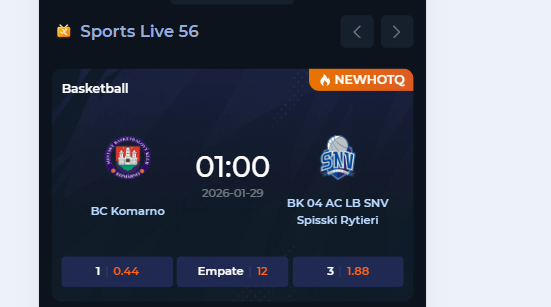 Sports Live 56
NEWHOTQ
Basketball
01:00
2026-01-29
BC Komarno
SNV
BK 04 AC LB SNV
Spisski Rytieri
1 | 0.44
Empate | 12
3 | 1.88